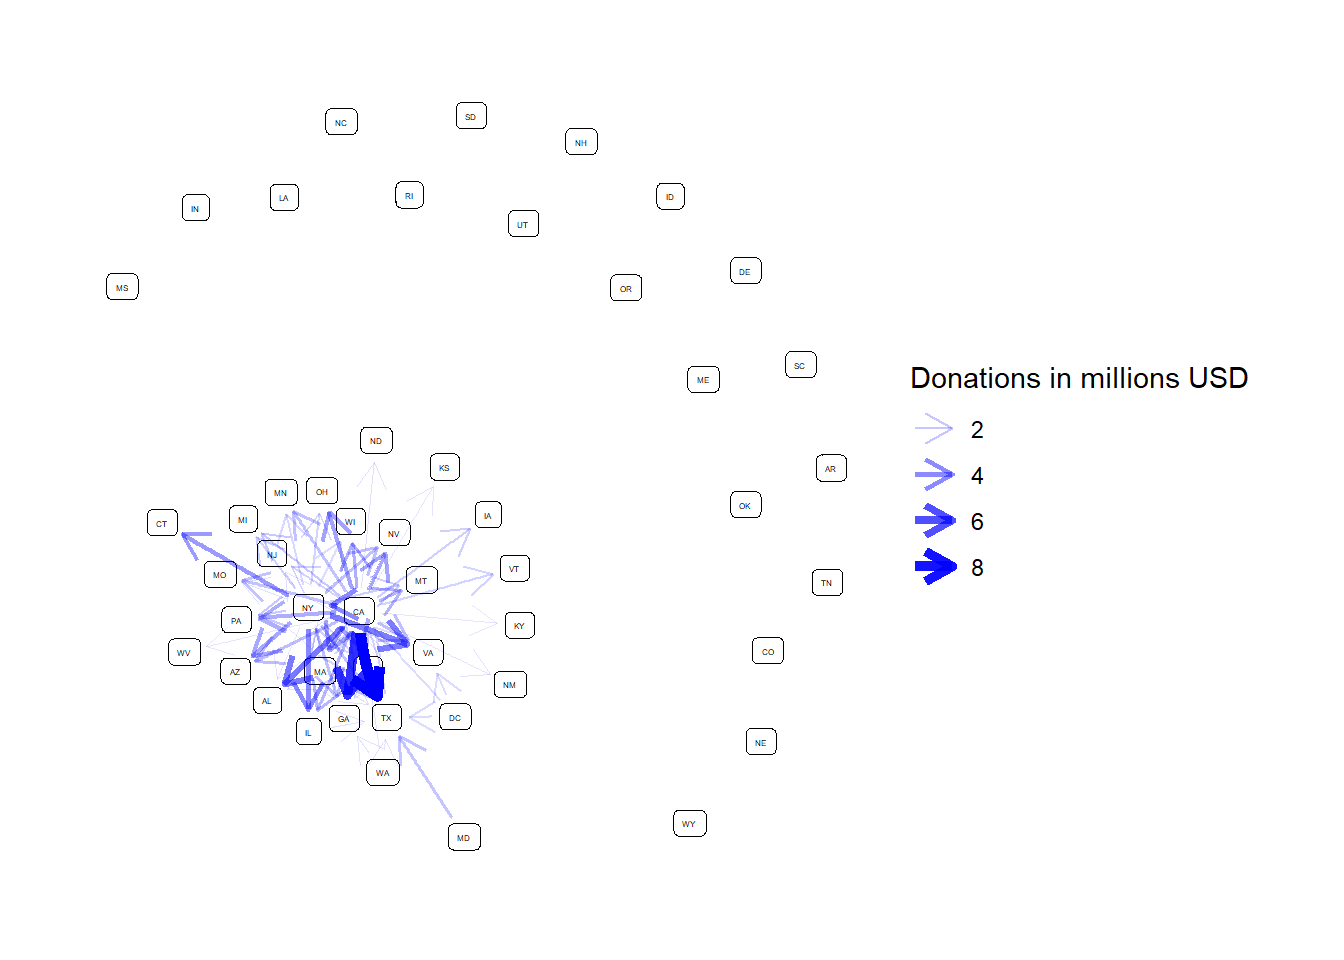 NC
SD
NH
IN
LA
RI
UT
ID
MS
OR
DE
ME
SC
Donations in millions USD
2
4
6
8
ND
KS
AR
MN
OH
IA
OK
CT
MI
WI
NV
NJ
VT
MO
MT
TN
NY
CA
PA
KY
WV
VA
CO
AZ
MA
NM
AL
GA
TX
DC
IL
NE
WA
WY
MD